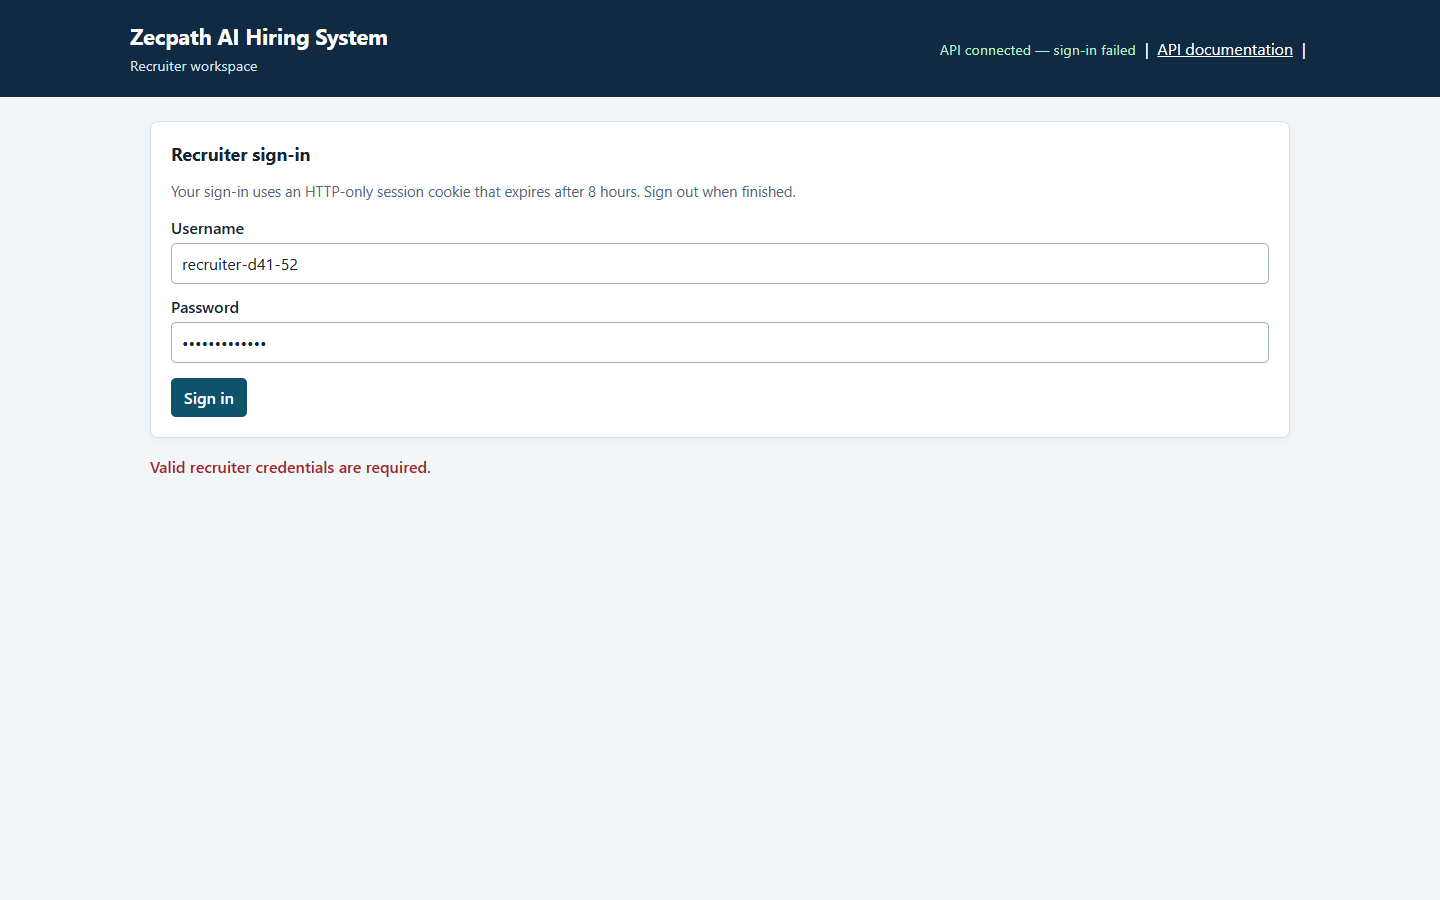 Zecpath AI Hiring System
Recruiter workspace
API connected — sign-in failed | API documentation |
Recruiter sign-in
Your sign-in uses an HTTP-only session cookie that expires after 8 hours. Sign out when finished.
Username
recruiter-d41-52
Password
•••••••••••••
Sign in
Valid recruiter credentials are required.